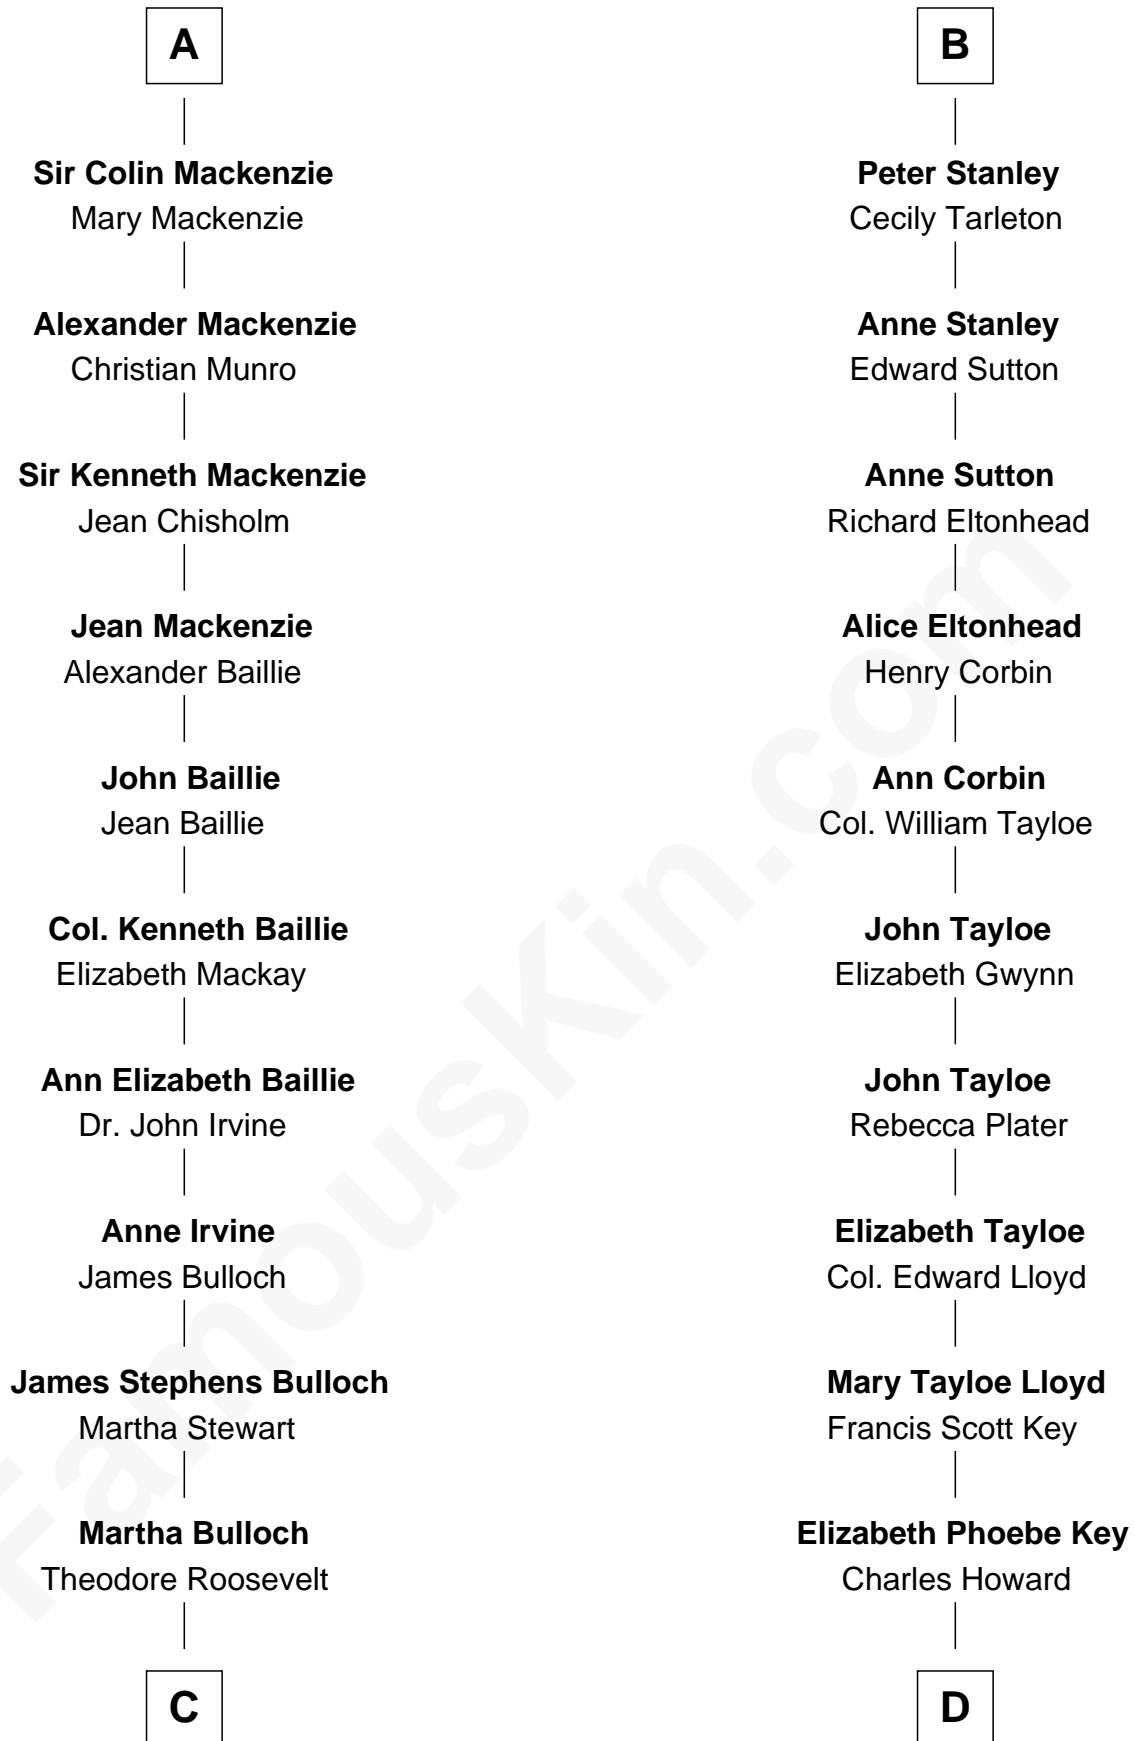 A
Sir Colin Mackenzie
Mary Mackenzie
Alexander Mackenzie
Christian Munro
Sir Kenneth Mackenzie
Jean Chisholm
Jean Mackenzie
Alexander Baillie
John Baillie
Jean Baillie
Col. Kenneth Baillie
Elizabeth Mackay
Ann Elizabeth Baillie
Dr. John Irvine
Anne Irvine
James Bulloch
James Stephens Bulloch
Martha Stewart
Martha Bulloch
Theodore Roosevelt
C
B
Peter Stanley
Cecily Tarleton
Anne Stanley
Edward Sutton
Anne Sutton
Richard Eltonhead
Alice Eltonhead
Henry Corbin
Ann Corbin
Col. William Tayloe
John Tayloe
Elizabeth Gwynn
John Tayloe
Rebecca Plater
Elizabeth Tayloe
Col. Edward Lloyd
Mary Tayloe Lloyd
Francis Scott Key
Elizabeth Phoebe Key
Charles Howard
D
FamousKin.com